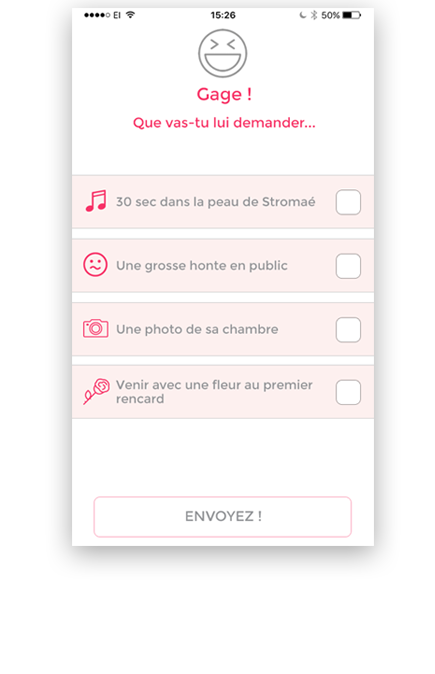 EI 15:26 50%
Gage !
Que vas-tu lui demander...
30 sec dans la peau de Stromaé
Une grosse honte en public
Une photo de sa chambre
Venir avec une fleur au premier
rencard
ENVOYEZ !